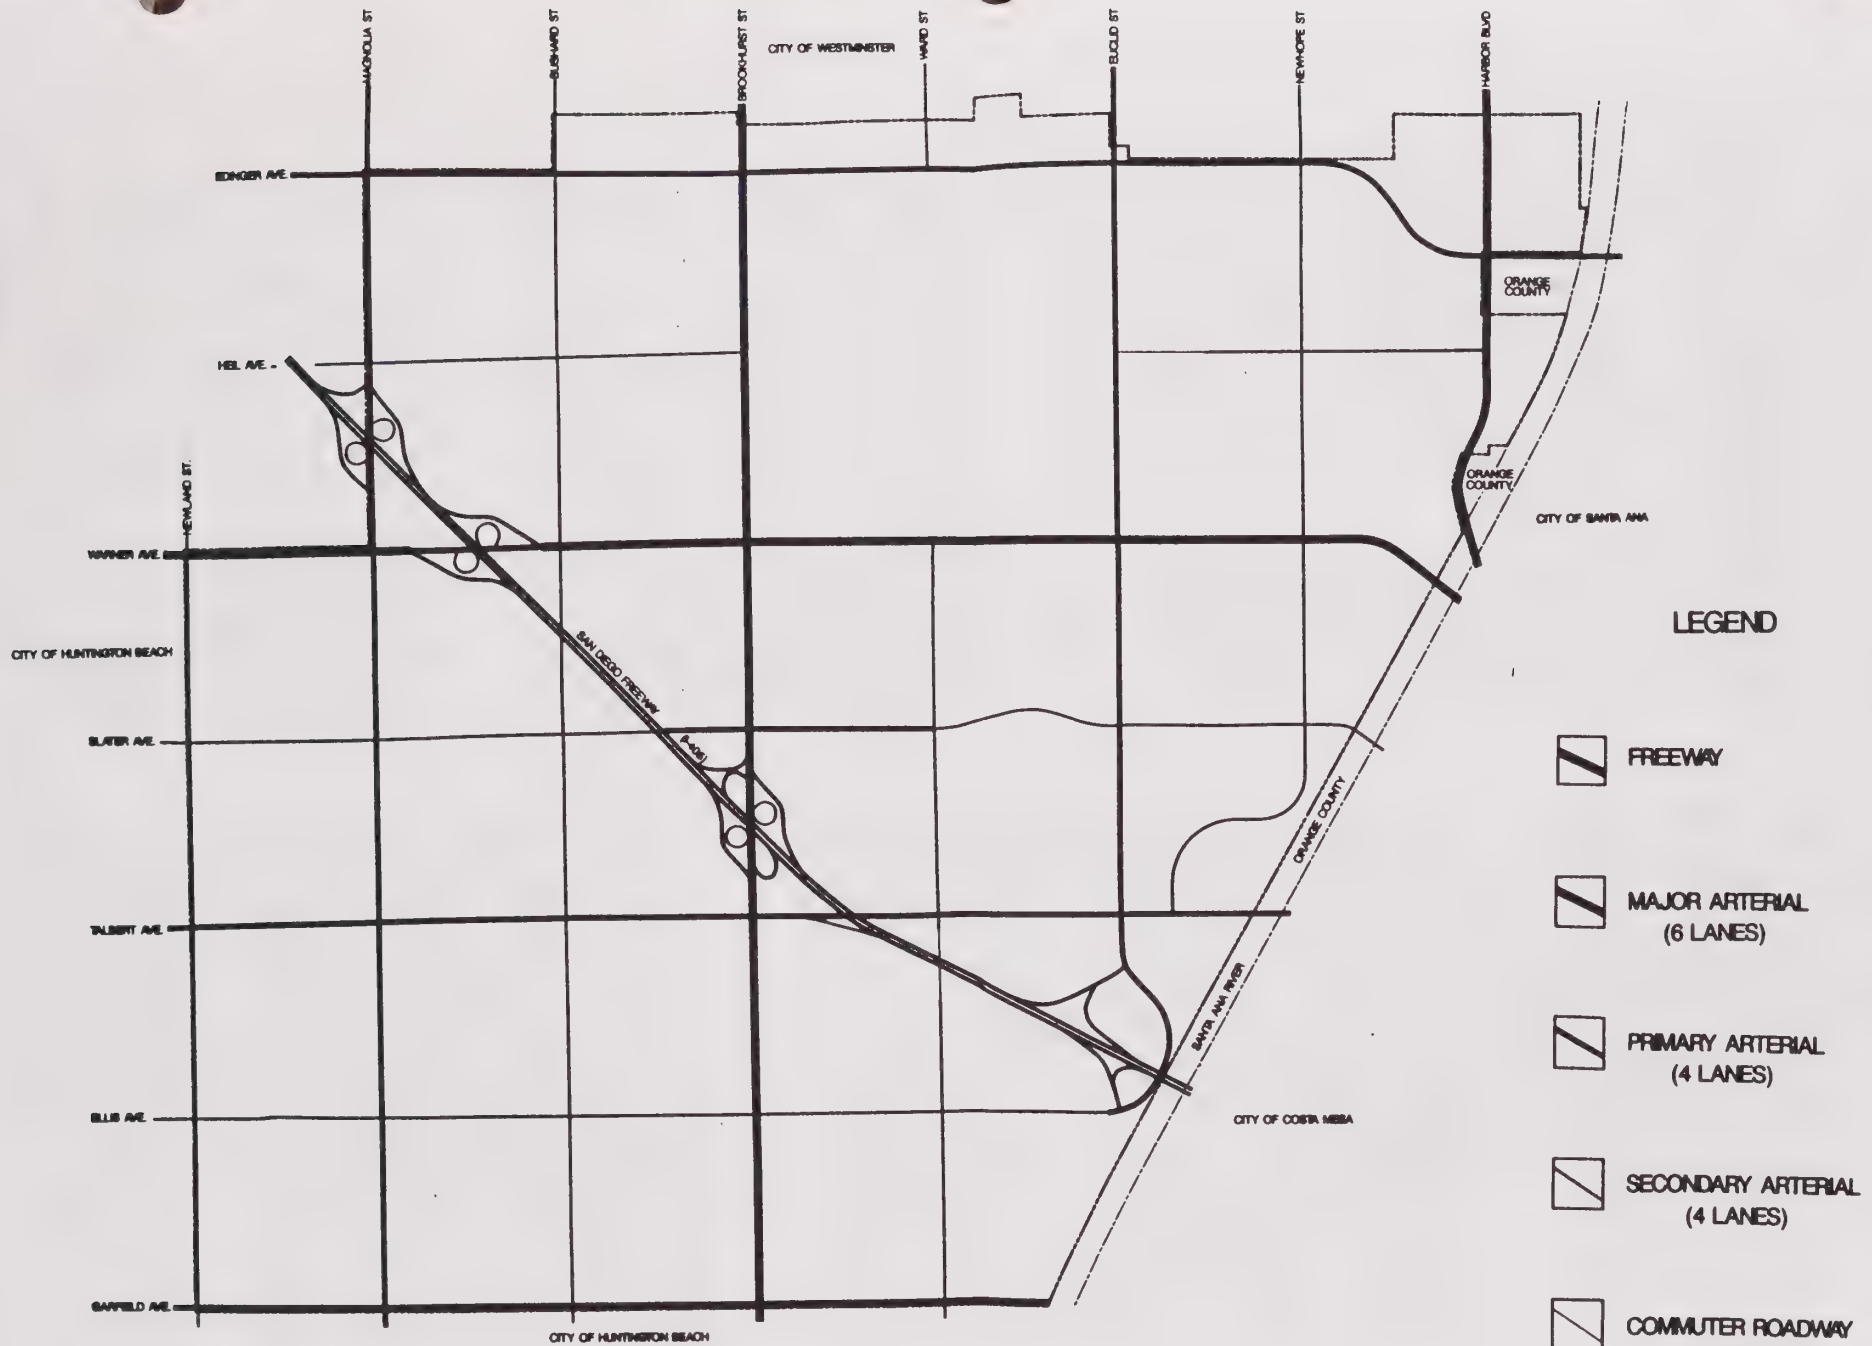 MAGNOLIA ST
BUSHARD ST
BROOKHURST ST
WARD ST
EUCLID ST
NEWHOPE ST
HARBOR BLVD
CITY OF WESTMINSTER
EDINGER AVE.
ORANGE
COUNTY
HEIL AVE.
NEWLAND ST.
ORANGE
COUNTY
CITY OF SANTA ANA
WARNER AVE.
CITY OF HUNTINGTON BEACH
SAN DIEGO FREEWAY
(I-405)
SLATER AVE.
ORANGE COUNTY
TALBERT AVE.
SANTA ANA RIVER
ELLIS AVE.
CITY OF COSTA MESA
GARFIELD AVE.
CITY OF HUNTINGTON BEACH
LEGEND
FREEWAY
MAJOR ARTERIAL
(6 LANES)
PRIMARY ARTERIAL
(4 LANES)
SECONDARY ARTERIAL
(4 LANES)
COMMUTER ROADWAY